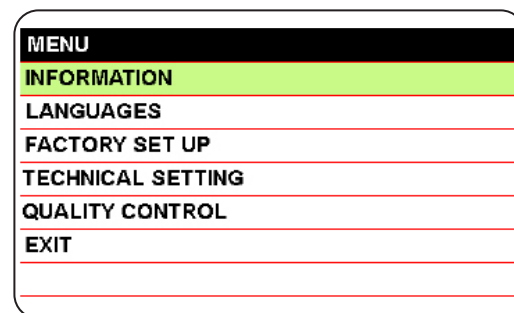 MENU
INFORMATION
LANGUAGES
FACTORY SET UP
TECHNICAL SETTING
QUALITY CONTROL
EXIT